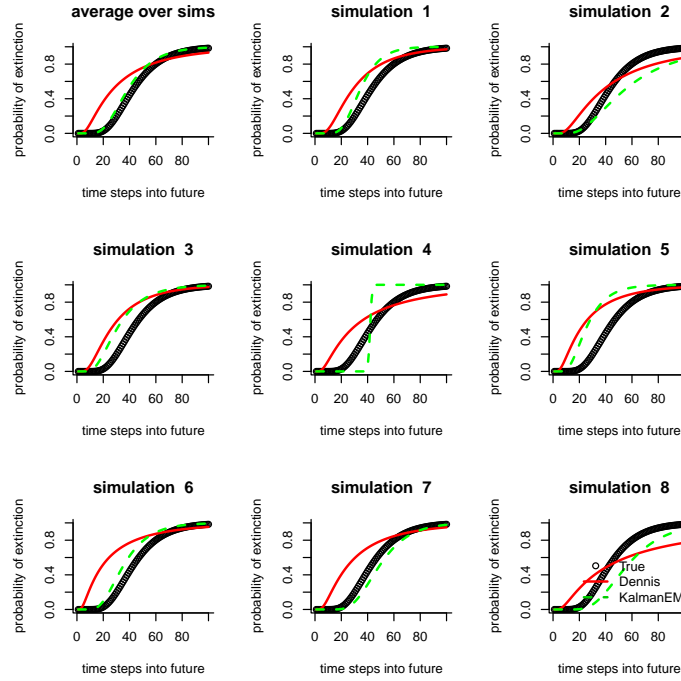 average over sims
probability of extinction
0.0 0.4 0.8
0 20 40 60 80
time steps into future
simulation 1
probability of extinction
0.0 0.4 0.8
0 20 40 60 80
time steps into future
simulation 2
probability of extinction
0.0 0.4 0.8
0 20 40 60 80
time steps into future
simulation 3
probability of extinction
0.0 0.4 0.8
0 20 40 60 80
time steps into future
simulation 4
probability of extinction
0.0 0.4 0.8
0 20 40 60 80
time steps into future
simulation 5
probability of extinction
0.0 0.4 0.8
0 20 40 60 80
time steps into future
simulation 6
probability of extinction
0.0 0.4 0.8
0 20 40 60 80
time steps into future
simulation 7
probability of extinction
0.0 0.4 0.8
0 20 40 60 80
time steps into future
simulation 8
probability of extinction
0.0 0.4 0.8
True
Dennis
KalmanEM
0 20 40 60 80
time steps into future